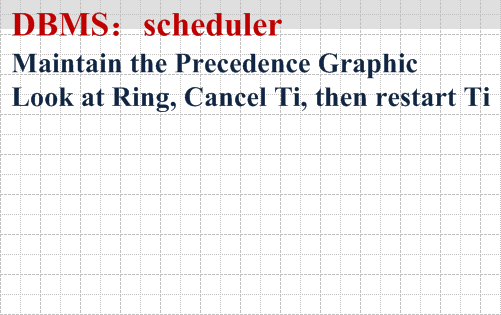 DBMS：scheduler
Maintain the Precedence Graphic
Look at Ring, Cancel Ti, then restart Ti